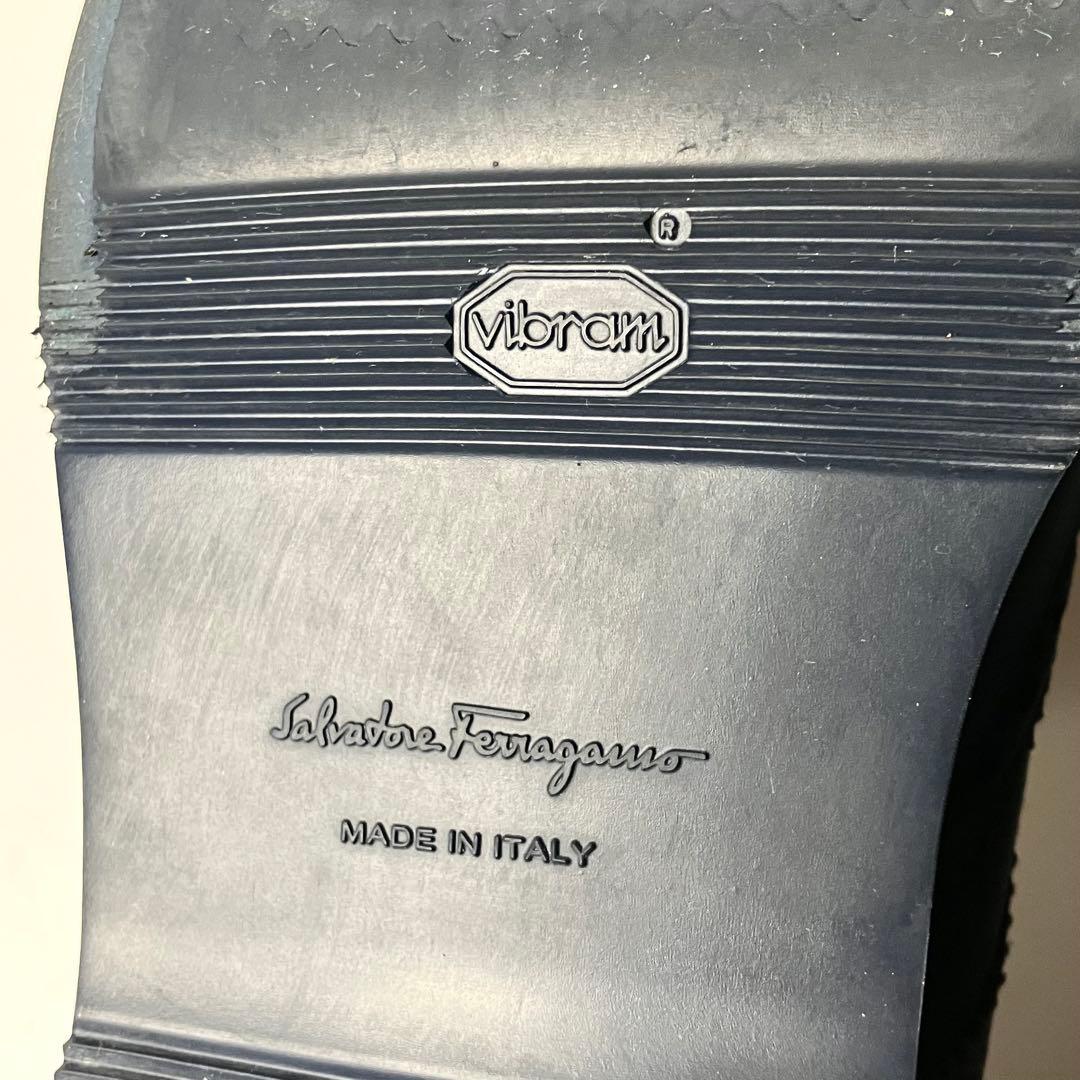 ®
vibram
Salvatore Ferragamo
MADE IN ITALY